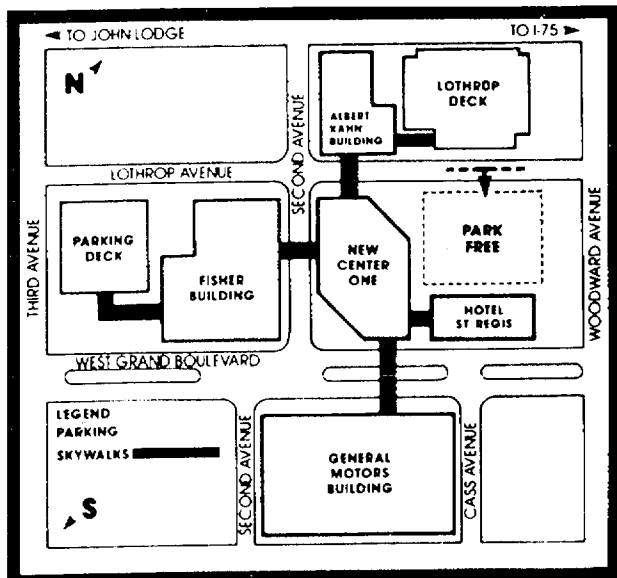 TO JOHN LODGE
TO I-75
N
LOTHROP
DECK
ALBERT
KAHN
BUILDING
SECOND AVENUE
LOTHROP AVENUE
THIRD AVENUE
PARKING
DECK
FISHER
BUILDING
NEW
CENTER
ONE
PARK
FREE
HOTEL
ST REGIS
WOODWARD AVENUE
WEST GRAND BOULEVARD
LEGEND
PARKING
SKYWALKS
S
SECOND AVENUE
GENERAL
MOTORS
BUILDING
CASS AVENUE